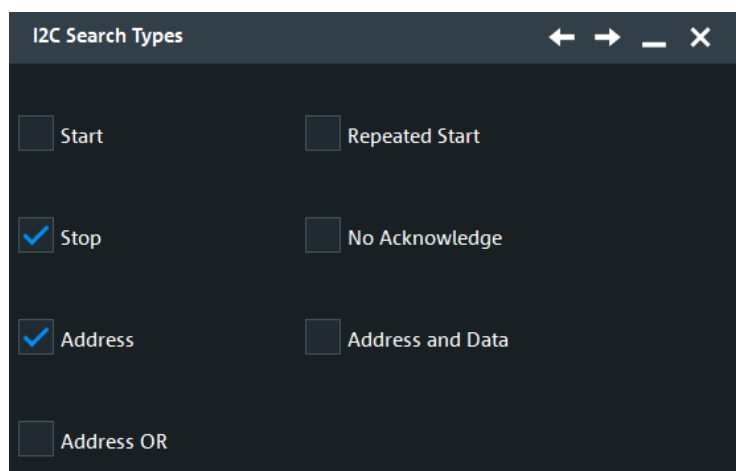 I2C Search Types
Start
Repeated Start
Stop
No Acknowledge
Address
Address and Data
Address OR